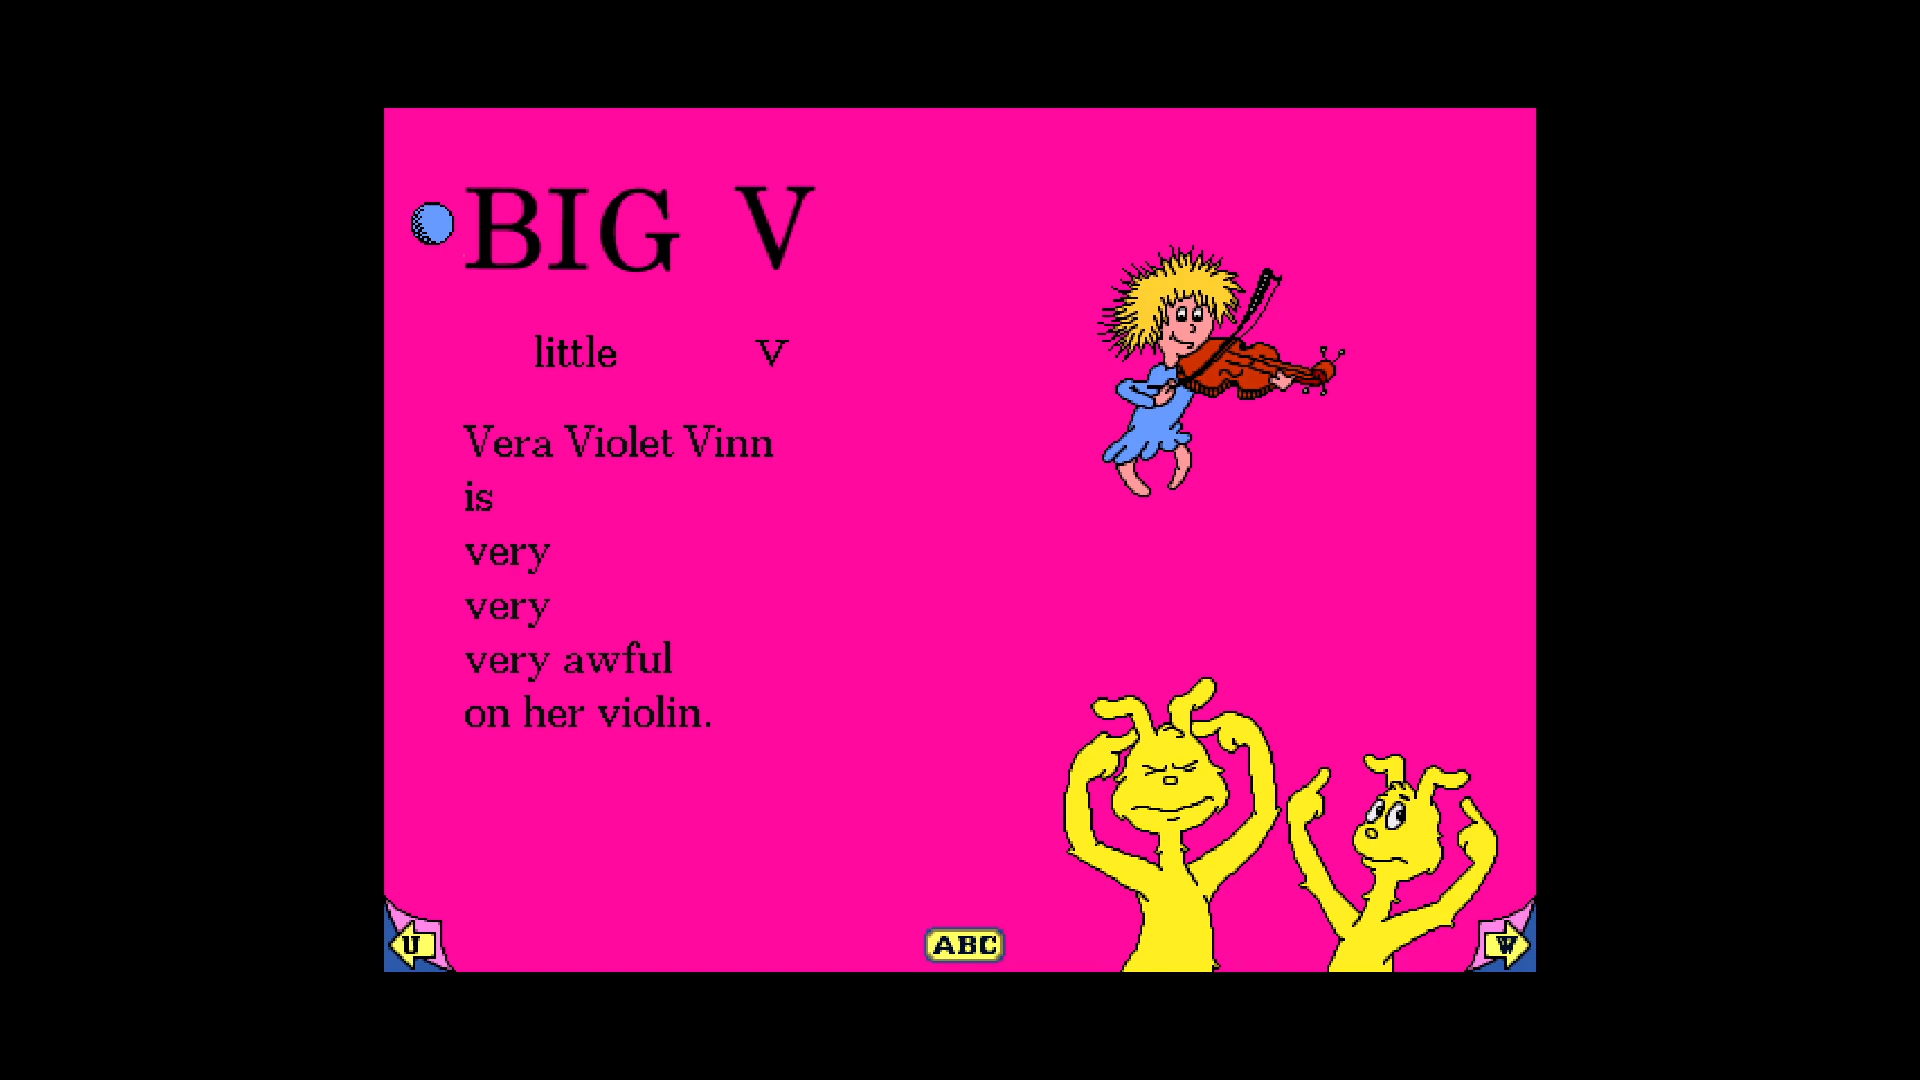 BIG V
little v
Vera Violet Vinn
is
very
very
very awful
on her violin.
U
ABC
W